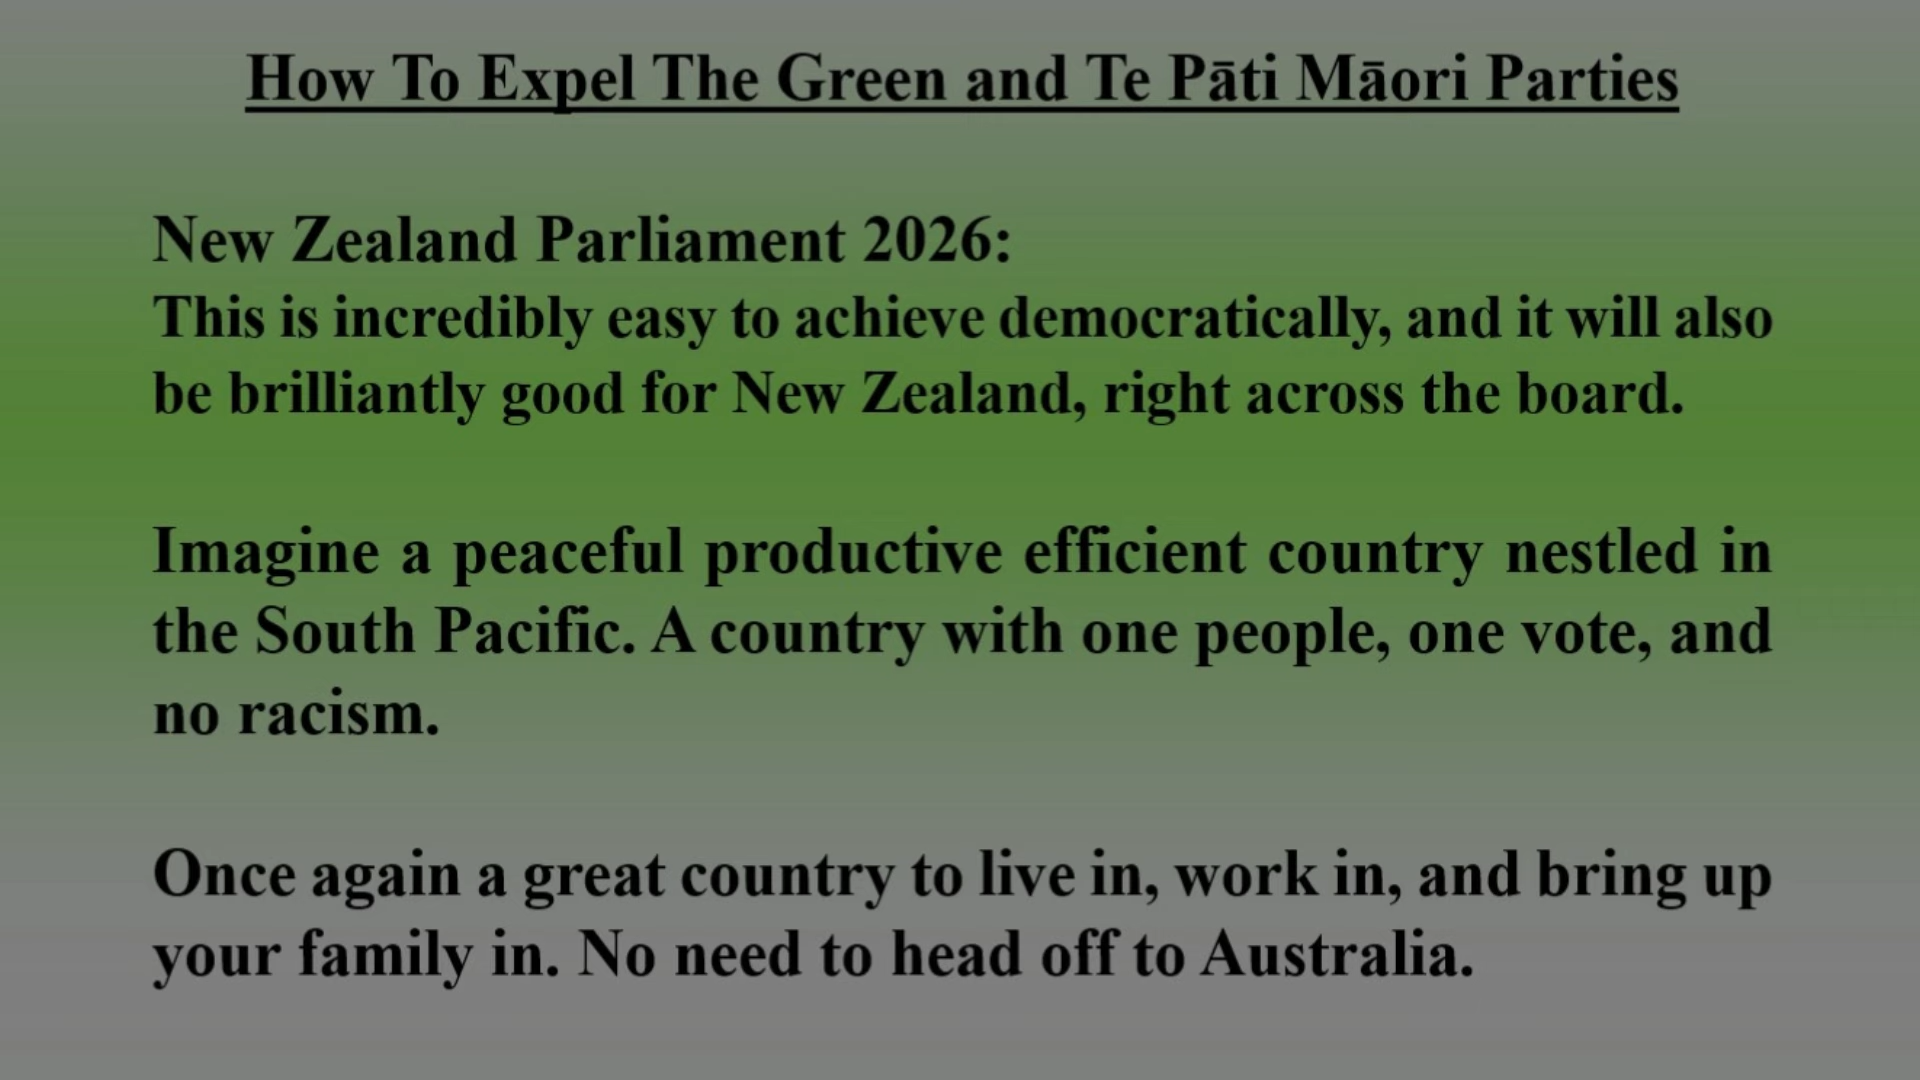 How To Expel The Green and Te Pāti Māori Parties
New Zealand Parliament 2026:
This is incredibly easy to achieve democratically, and it will also
be brilliantly good for New Zealand, right across the board.
Imagine a peaceful productive efficient country nestled in
the South Pacific. A country with one people, one vote, and
no racism.
Once again a great country to live in, work in, and bring up
your family in. No need to head off to Australia.